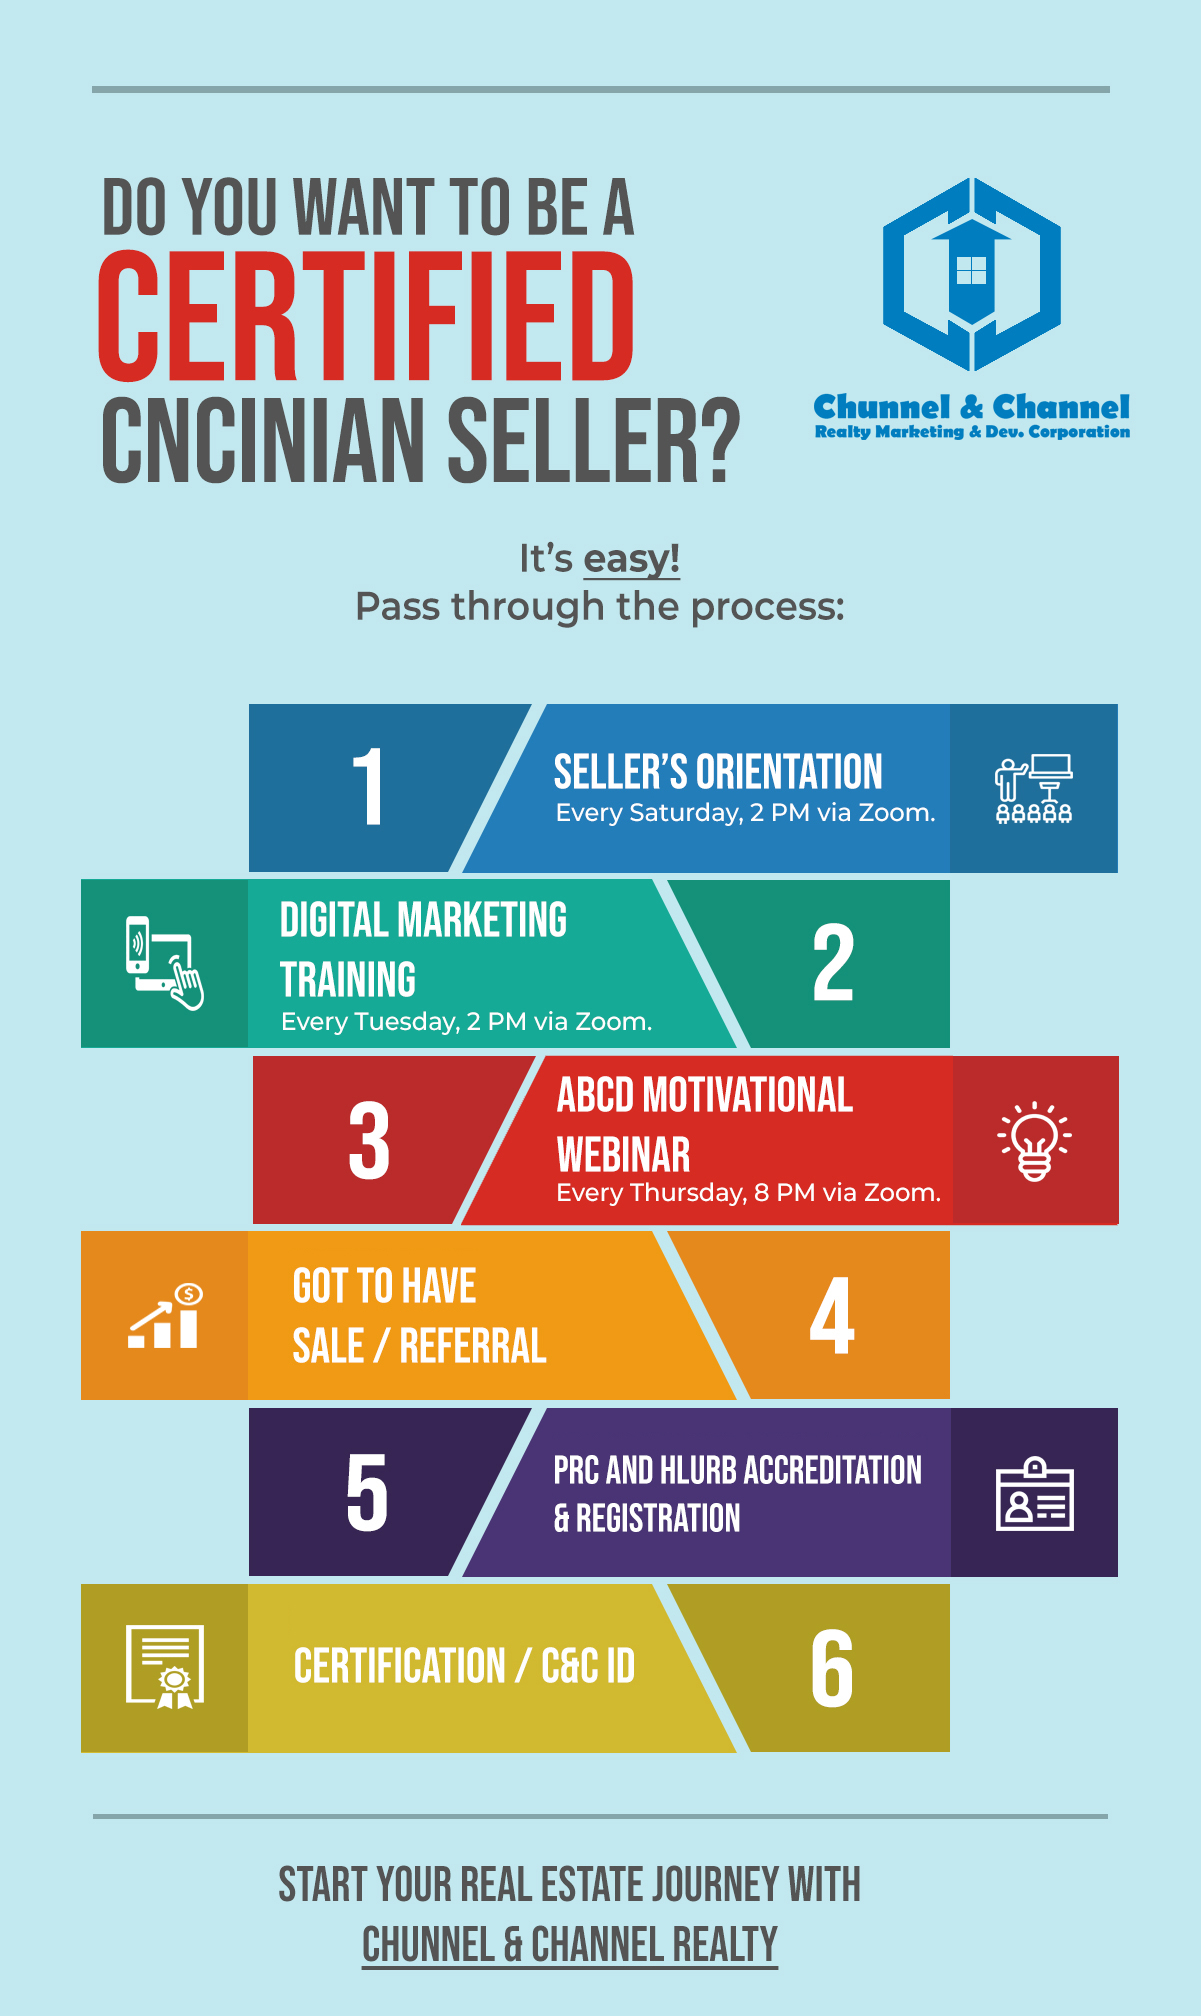 DO YOU WANT TO BE A
CERTIFIED
CNCINIAN SELLER?
Chunnel & Channel
Realty Marketing & Dev. Corporation
It's easy!
Pass through the process:
1
SELLER'S ORIENTATION
Every Saturday, 2 PM via Zoom.
DIGITAL MARKETING
TRAINING
Every Tuesday, 2 PM via Zoom.
2
3
ABCD MOTIVATIONAL
WEBINAR
Every Thursday, 8 PM via Zoom.
$
GOT TO HAVE
SALE / REFERRAL
4
5
PRC AND HLURB ACCREDITATION
& REGISTRATION
CERTIFICATION / C&C ID
6
START YOUR REAL ESTATE JOURNEY WITH
CHUNNEL & CHANNEL REALTY